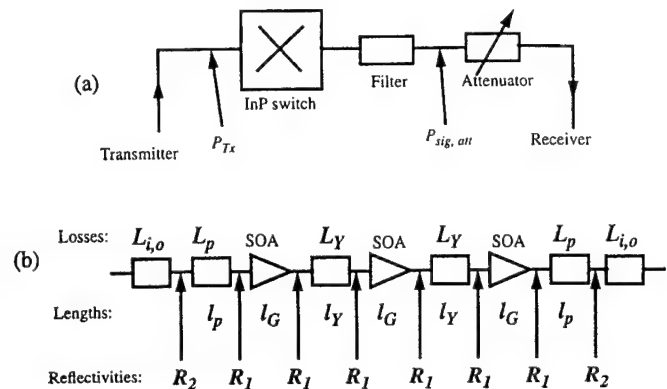 (a)
InP switch
Filter
Attenuator
Transmitter
P_Tx
P_sig, att
Receiver
Losses: L_i,o L_p SOA L_Y SOA L_Y SOA L_p L_i,o
(b)
Lengths: l_p l_G l_Y l_G l_Y l_G l_p
Reflectivities: R_2 R_1 R_1 R_1 R_1 R_1 R_1 R_2